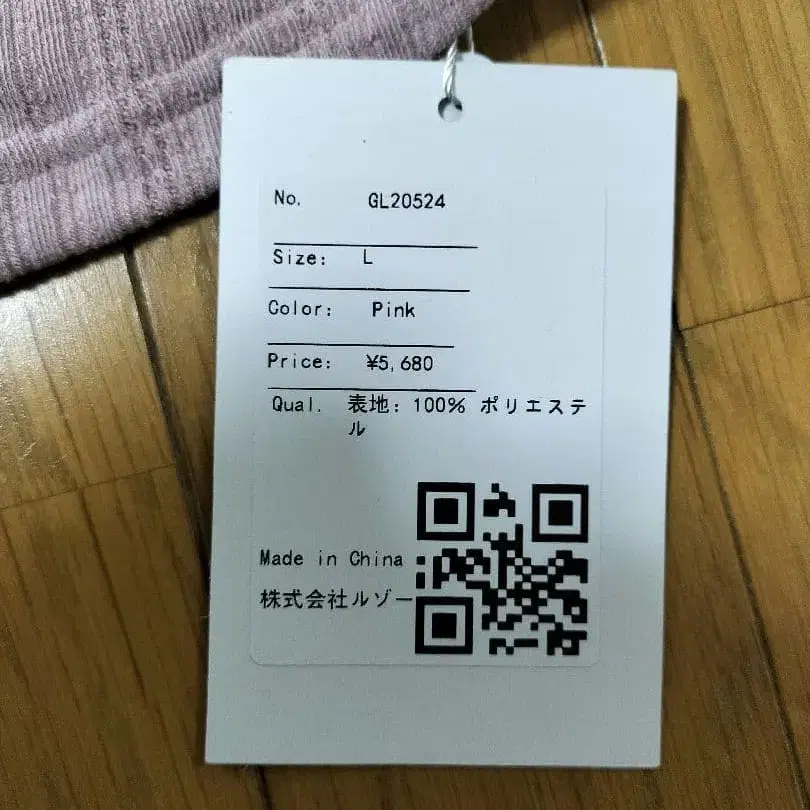 No. GL20524
Size: L
Color: Pink
Price: ¥5,680
Qual. 表地: 100% ポリエステ
ル
Made in China
株式会社ルゾー